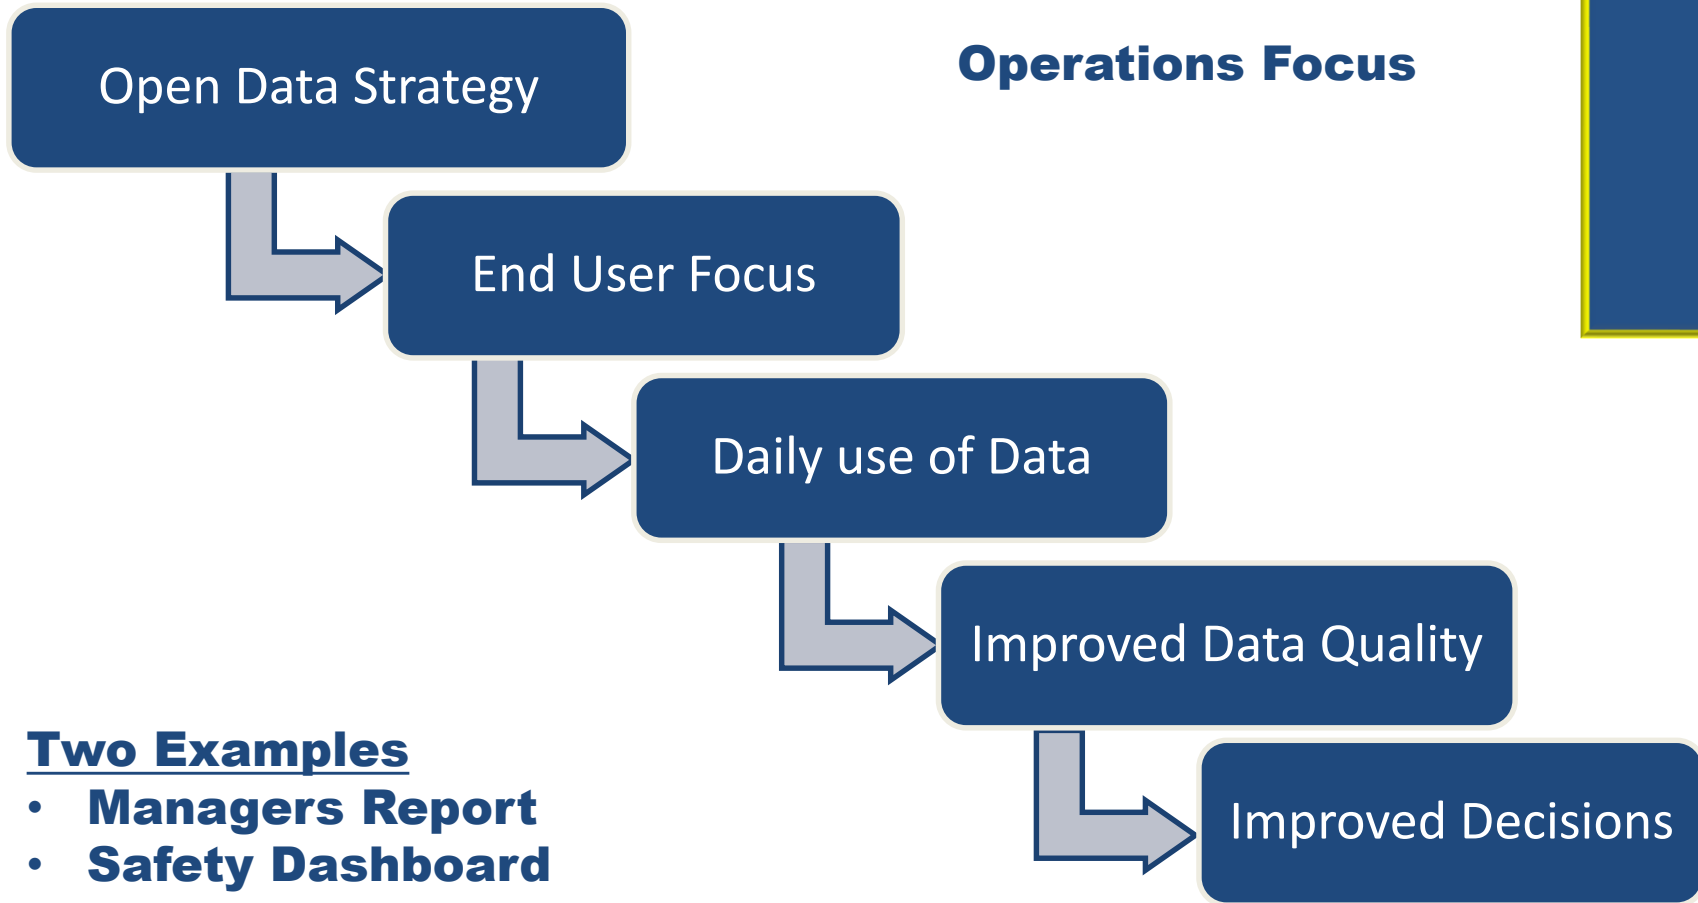 Open Data Strategy
Operations Focus
End User Focus
Daily use of Data
Improved Data Quality
Improved Decisions
Two Examples
• Managers Report
• Safety Dashboard